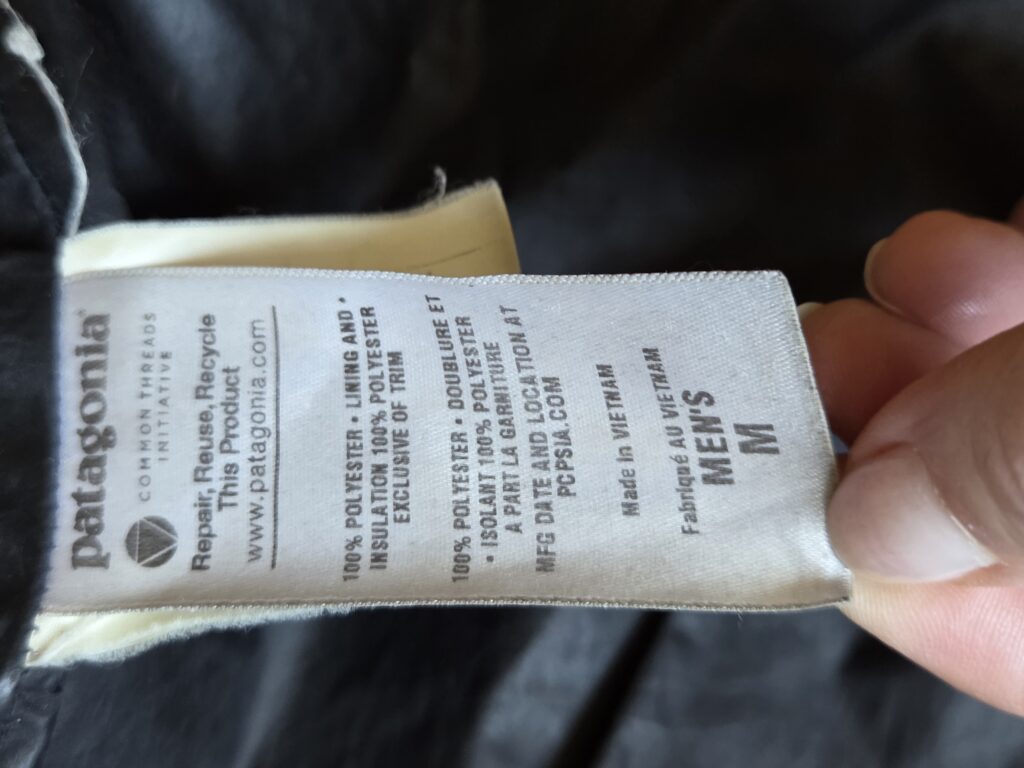 patagonia®
COMMON THREADS
INITIATIVE
Repair, Reuse, Recycle
This Product
www.patagonia.com
100% POLYESTER • LINING AND •
INSULATION 100% POLYESTER
EXCLUSIVE OF TRIM
100% POLYESTER • DOUBLURE ET
• ISOLANT 100% POLYESTER
A PART LA GARNITURE
MFG DATE AND LOCATION AT
PCPSIA.COM
Made in VIETNAM
Fabriqué AU VIETNAM
MEN'S
M